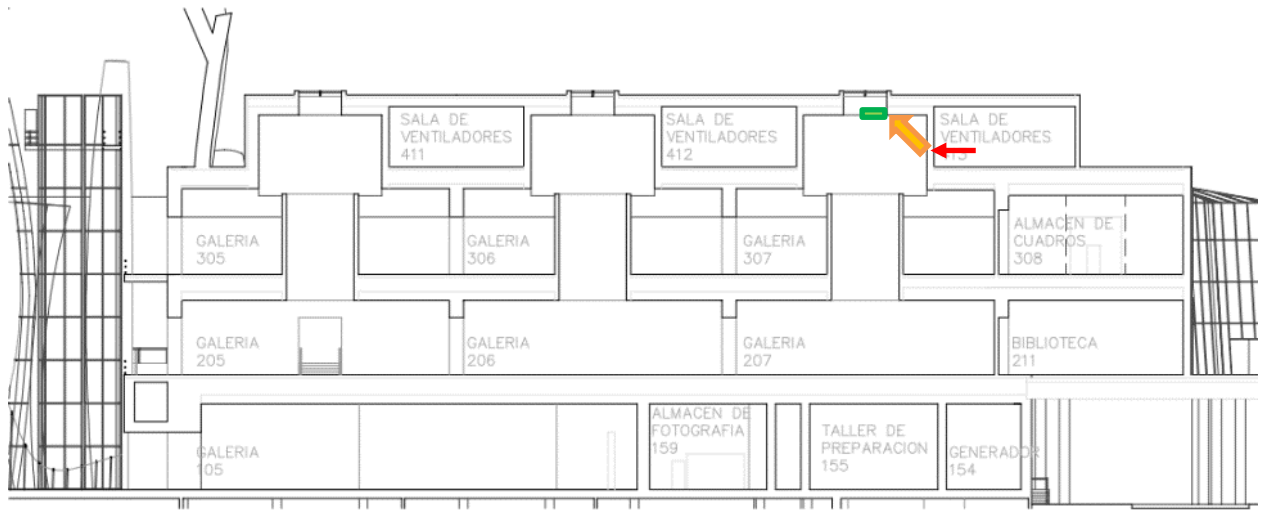 SALA DE
VENTILADORES
411
SALA DE
VENTILADORES
412
SALA DE
VENTILADORES
GALERIA
305
GALERIA
306
GALERIA
307
ALMACEN DE
CUADROS
308
GALERIA
205
GALERIA
206
GALERIA
207
BIBLIOTECA
211
GALERIA
105
ALMACEN DE
FOTOGRAFIA
159
TALLER DE
PREPARACION
155
GENERADOR
154